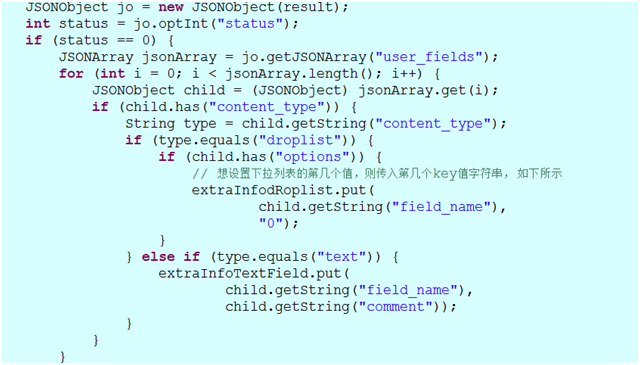 JSONObject jo = new JSONObject(result);
int status = jo.optInt("status");
if (status == 0) {
JSONArray jsonArray = jo.getJSONArray("user_fields");
for (int i = 0; i < jsonArray.length(); i++) {
JSONObject child = (JSONObject) jsonArray.get(i);
if (child.has("content_type")) {
String type = child.getString("content_type");
if (type.equals("droplist")) {
if (child.has("options")) {
// 想设置下拉列表的第几个值，则传入第几个key值字符串，如下所示
extraInfodRoplist.put(
child.getString("field_name"),
"0");
}
} else if (type.equals("text")) {
extraInfoTextField.put(
child.getString("field_name"),
child.getString("comment"));
}
}
}